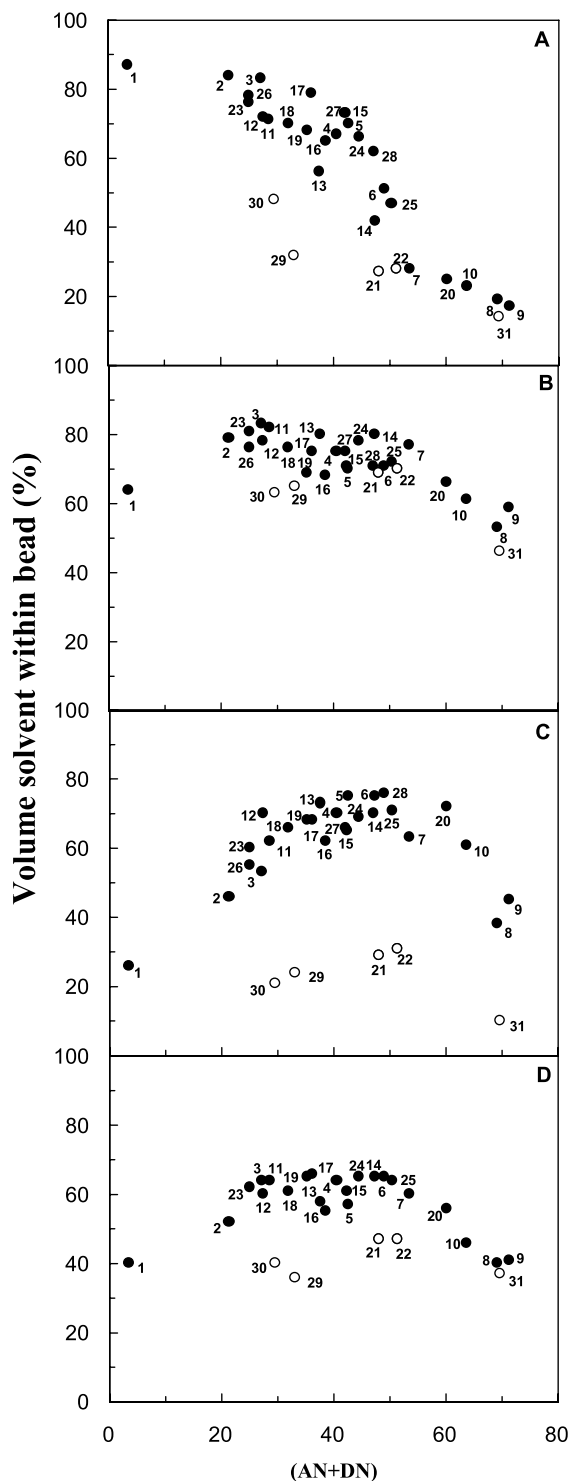 Volume solvent within bead (%)
100
A
1
2 3 17
26
80
23 18 27 15
12 11 19 4 5
16 24 28
60
13
6
30 25
40
14
29 22
21 7 10
20
20 8 9
31
100
B
3
23 11 13 24 14
80
27 7
2 26 12 18 17 4 15 28 25
19 16 5 21 6 22
30 29 20
1 10 9
60
8
31
40
20
100
C
80
13 5 6 28
12 24 20
18 19 4 25
23 11 17 27 14 7 10
60
26 16 15
3
2 9
40
8
1 22
30 29 21
20
31
100
D
80
3 11 17 24 14
19 4 25
23 13 15 6
60
12 18 7 20
16 5
2
21 22 10
40
1 30 8 9
29 31
20
0
0 20 40 60 80
(AN+DN)